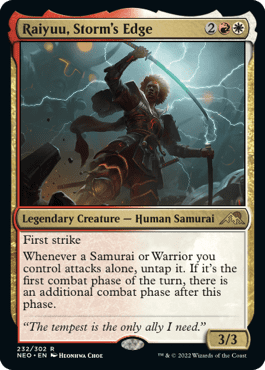 Raiyuu, Storm's Edge 2
Legendary Creature — Human Samurai
First strike
Whenever a Samurai or Warrior you
control attacks alone, untap it. If it's the
first combat phase of the turn, there is
an additional combat phase after this
phase.
"The tempest is the only ally I need."
3/3
232/302 R
NEO • EN Heonhwa Choe
™ & © 2022 Wizards of the Coast